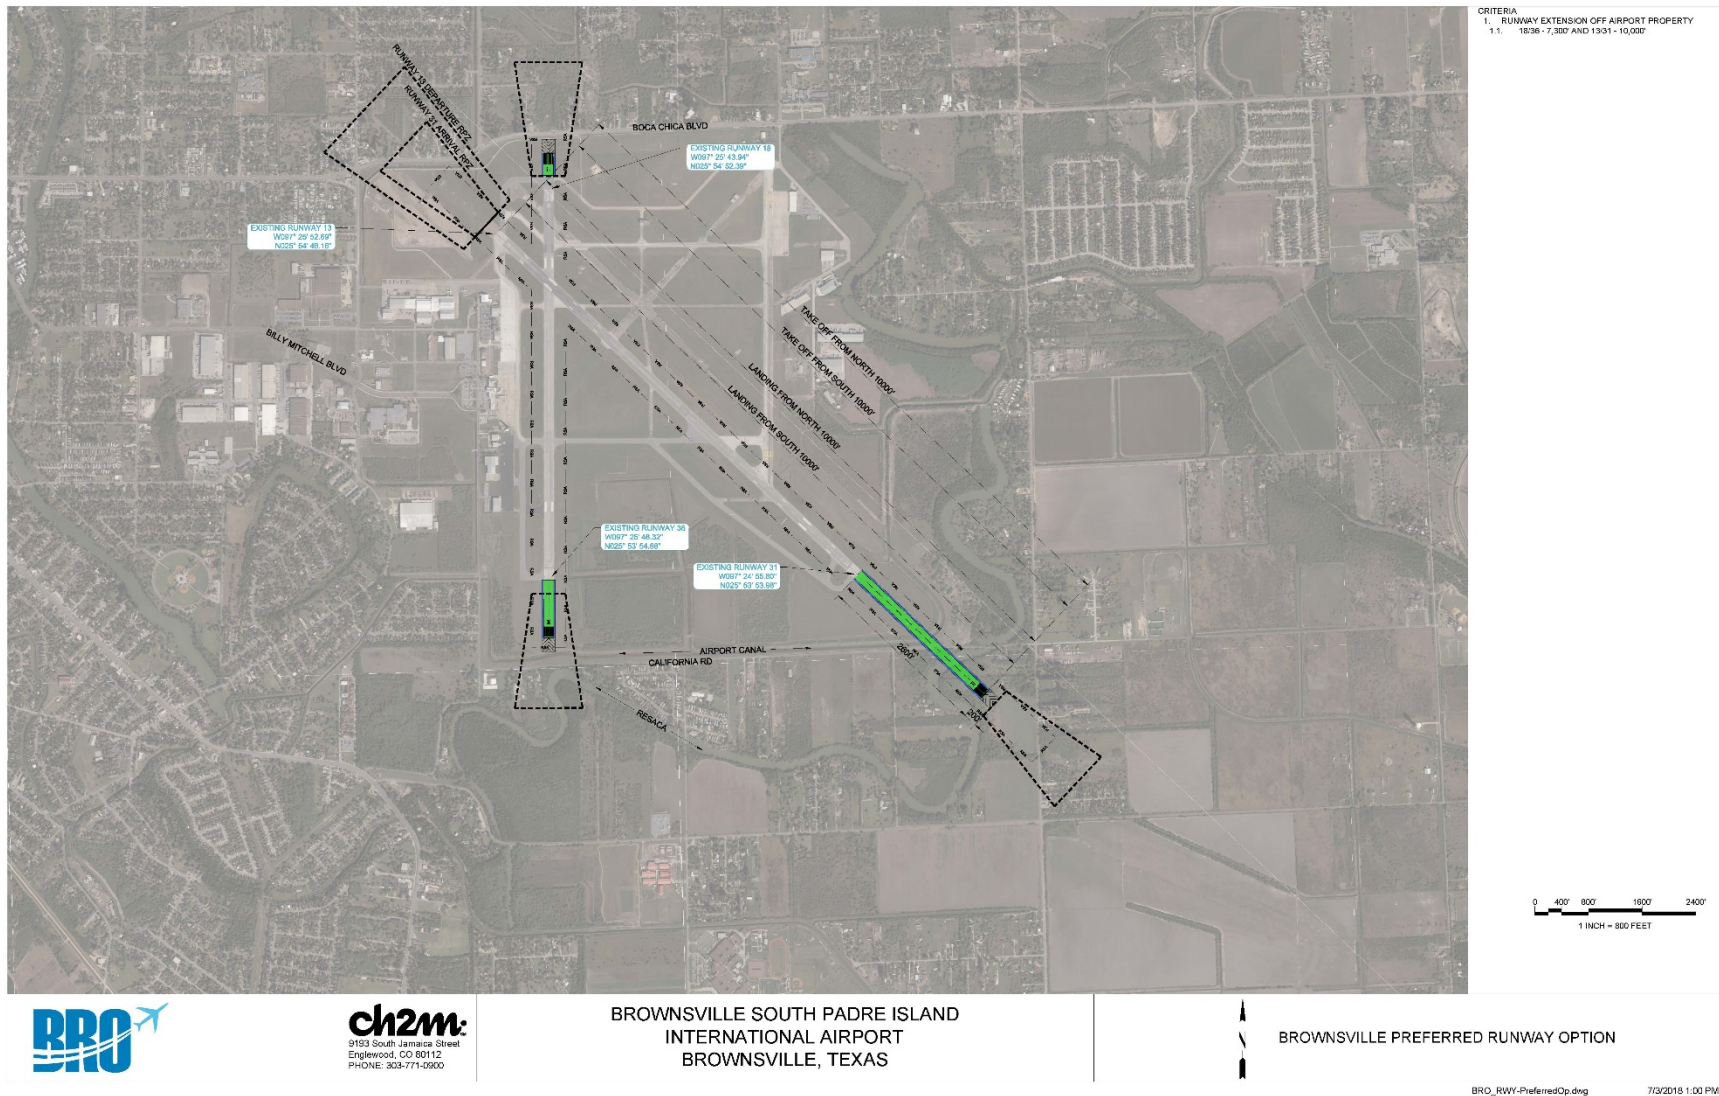 CRITERIA
1. RUNWAY EXTENSION OFF AIRPORT PROPERTY
1.1. 18/36 - 7,300' AND 13/31 - 10,000'
RUNWAY 13 DEPARTURE RPZ
RUNWAY 31 ARRIVAL RPZ
BOCA CHICA BLVD
EXISTING RUNWAY 18
W097° 25' 43.94"
N025° 54' 52.39"
EXISTING RUNWAY 13
W097° 25' 52.69"
N025° 54' 46.16"
BILLY MITCHELL BLVD
TAKE OFF FROM NORTH 10000'
TAKE OFF FROM SOUTH 10000'
LANDING FROM NORTH 10000'
LANDING FROM SOUTH 10000'
EXISTING RUNWAY 36
W097° 25' 46.32"
N025° 53' 54.68"
EXISTING RUNWAY 31
W097° 24' 55.80"
N025° 53' 53.98"
2600'
200'
AIRPORT CANAL
CALIFORNIA RD
RESACA
0 400' 800' 1600' 2400'
1 INCH = 800 FEET
BRO
ch2m:
9193 South Jamaica Street
Englewood, CO 80112
PHONE: 303-771-0900
BROWNSVILLE SOUTH PADRE ISLAND
INTERNATIONAL AIRPORT
BROWNSVILLE, TEXAS
BROWNSVILLE PREFERRED RUNWAY OPTION
BRO_RWY-PreferredOp.dwg 7/3/2018 1:00 PM